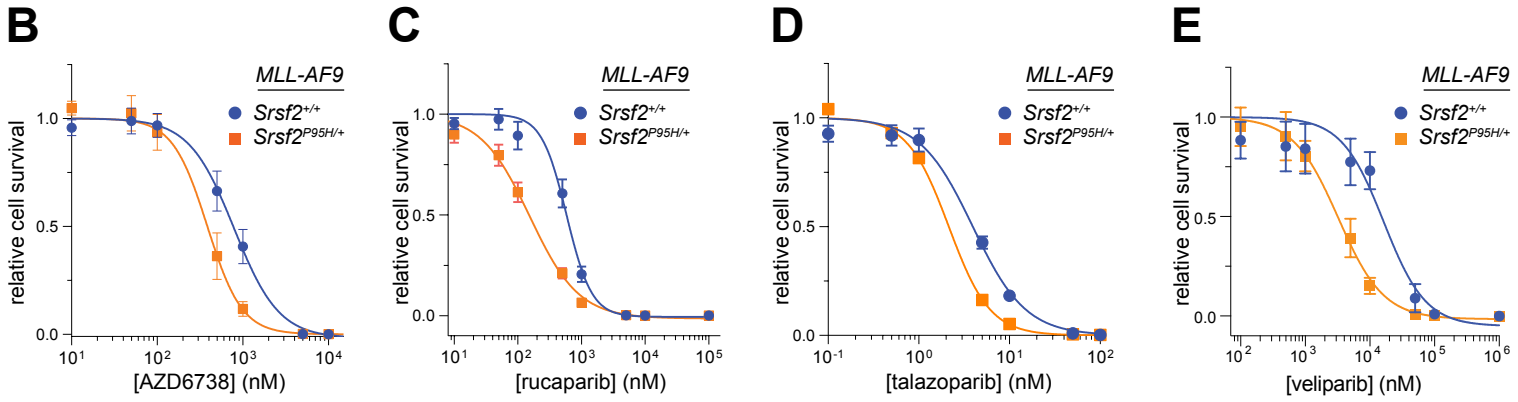 B
MLL-AF9
Srsf2+/+
Srsf2P95H/+
relative cell survival
1.0
0.5
0.0
10¹ 10² 10³ 10⁴
[AZD6738] (nM)
C
MLL-AF9
Srsf2+/+
Srsf2P95H/+
relative cell survival
1.0
0.5
0.0
10¹ 10² 10³ 10⁴ 10⁵
[rucaparib] (nM)
D
MLL-AF9
Srsf2+/+
Srsf2P95H/+
relative cell survival
1.0
0.5
0.0
10⁻¹ 10⁰ 10¹ 10²
[talazoparib] (nM)
E
MLL-AF9
Srsf2+/+
Srsf2P95H/+
relative cell survival
1.0
0.5
0.0
10² 10³ 10⁴ 10⁵ 10⁶
[veliparib] (nM)